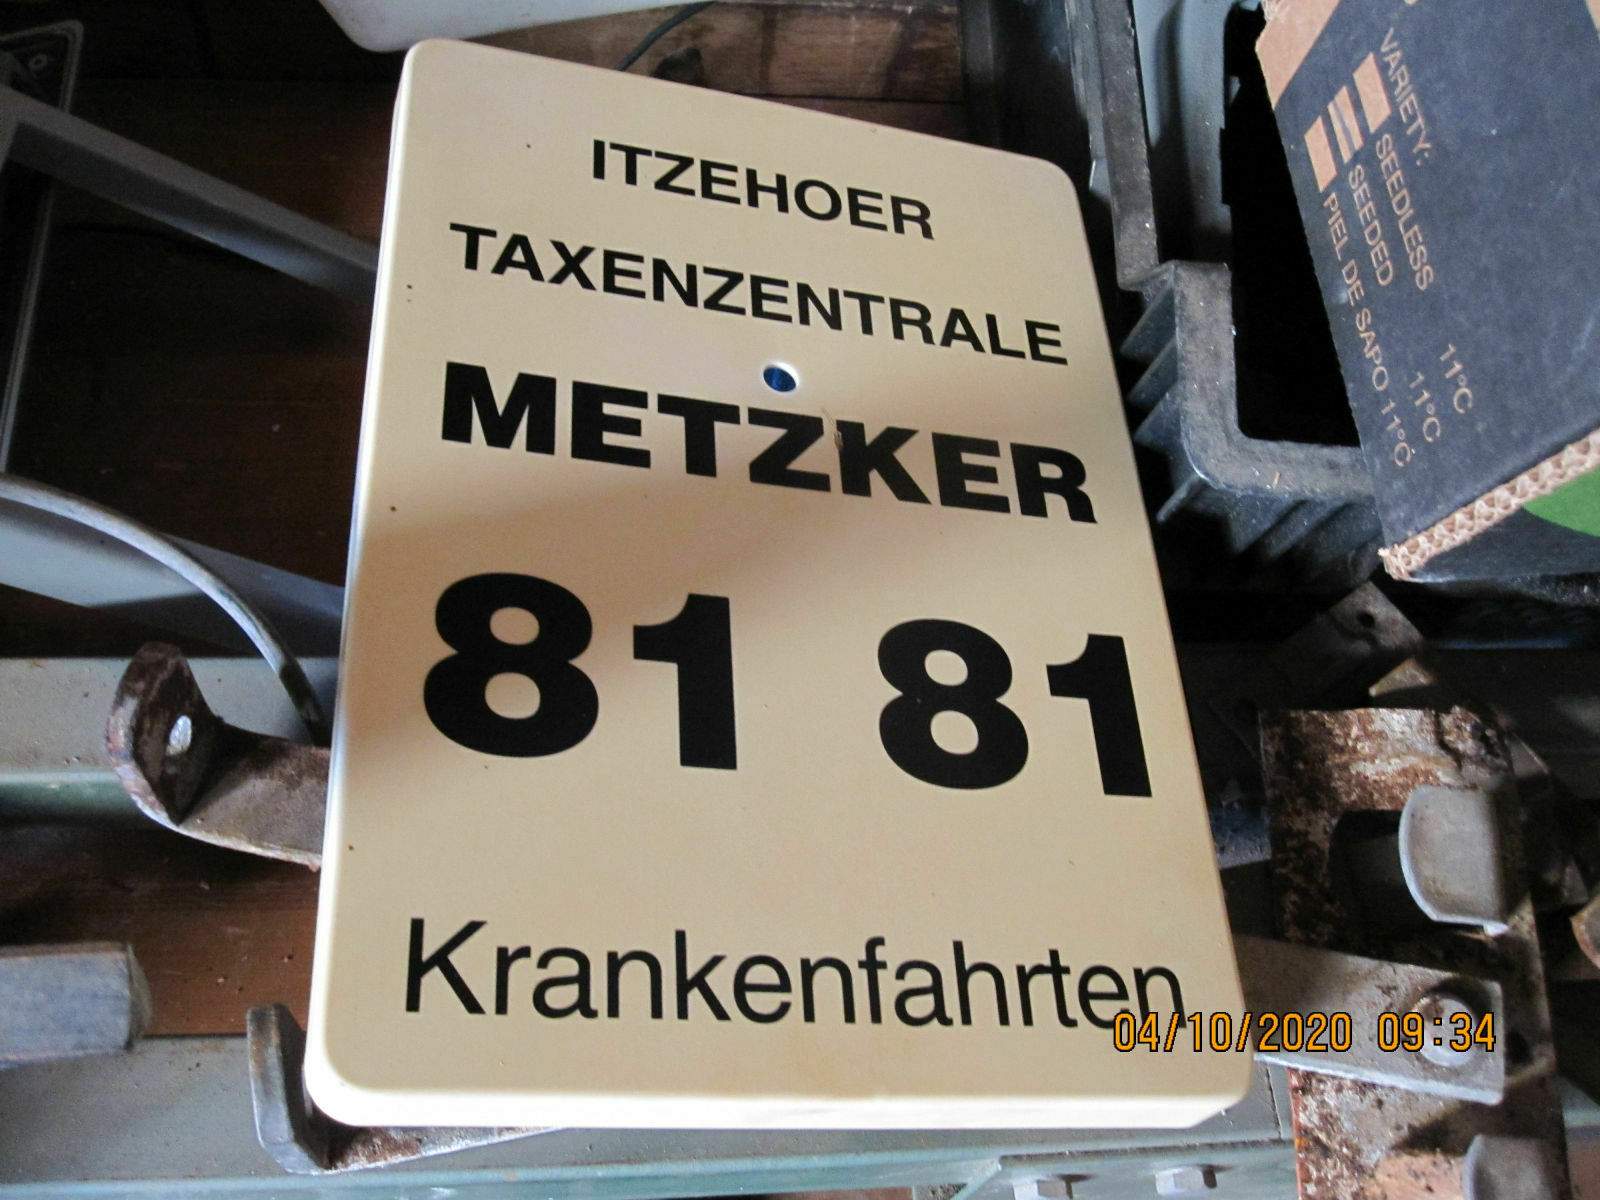 ITZEHOER
TAXENZENTRALE
METZKER
81 81
Krankenfahrten
VARIETY:
SEEDLESS 11°C
SEEDED 11°C
PIEL DE SAPO 11°C
04/10/2020 09:34